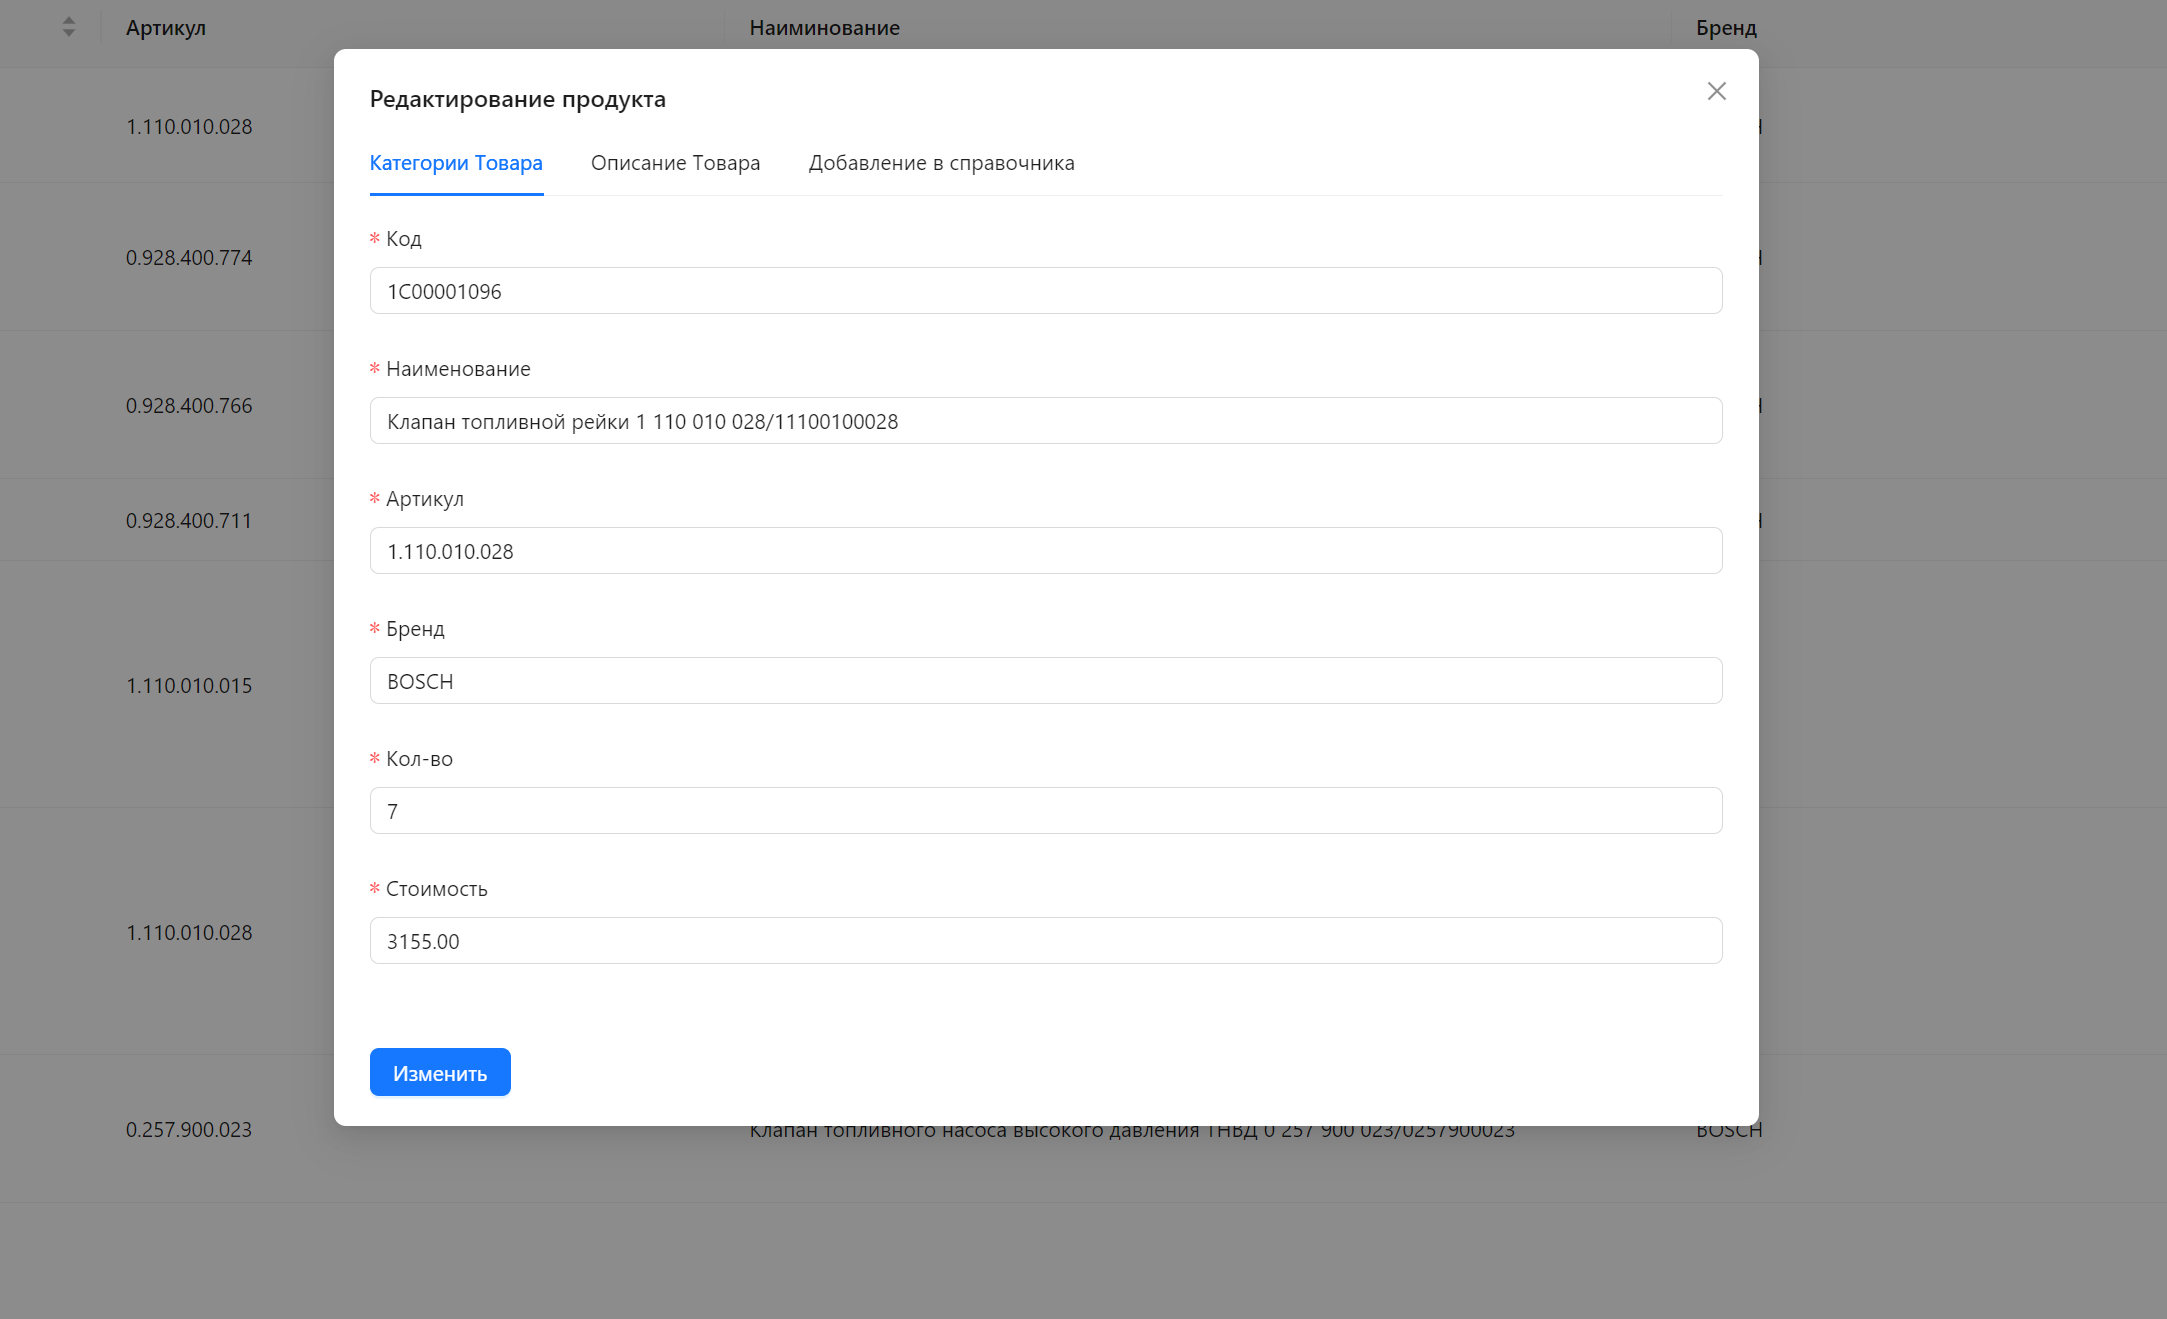 Артикул
Наиминование
Бренд
Редактирование продукта
Категории Товара
Описание Товара
Добавление в справочника
* Код
1C00001096
* Наименование
Клапан топливной рейки 1 110 010 028/11100100028
* Артикул
1.110.010.028
* Бренд
BOSCH
* Кол-во
7
* Стоимость
3155.00
Изменить
1.110.010.028
0.928.400.774
0.928.400.766
0.928.400.711
1.110.010.015
1.110.010.028
0.257.900.023
Клапан топливного насоса высокого давления ТНВД 0 257 900 023/0257900023
BOSCH